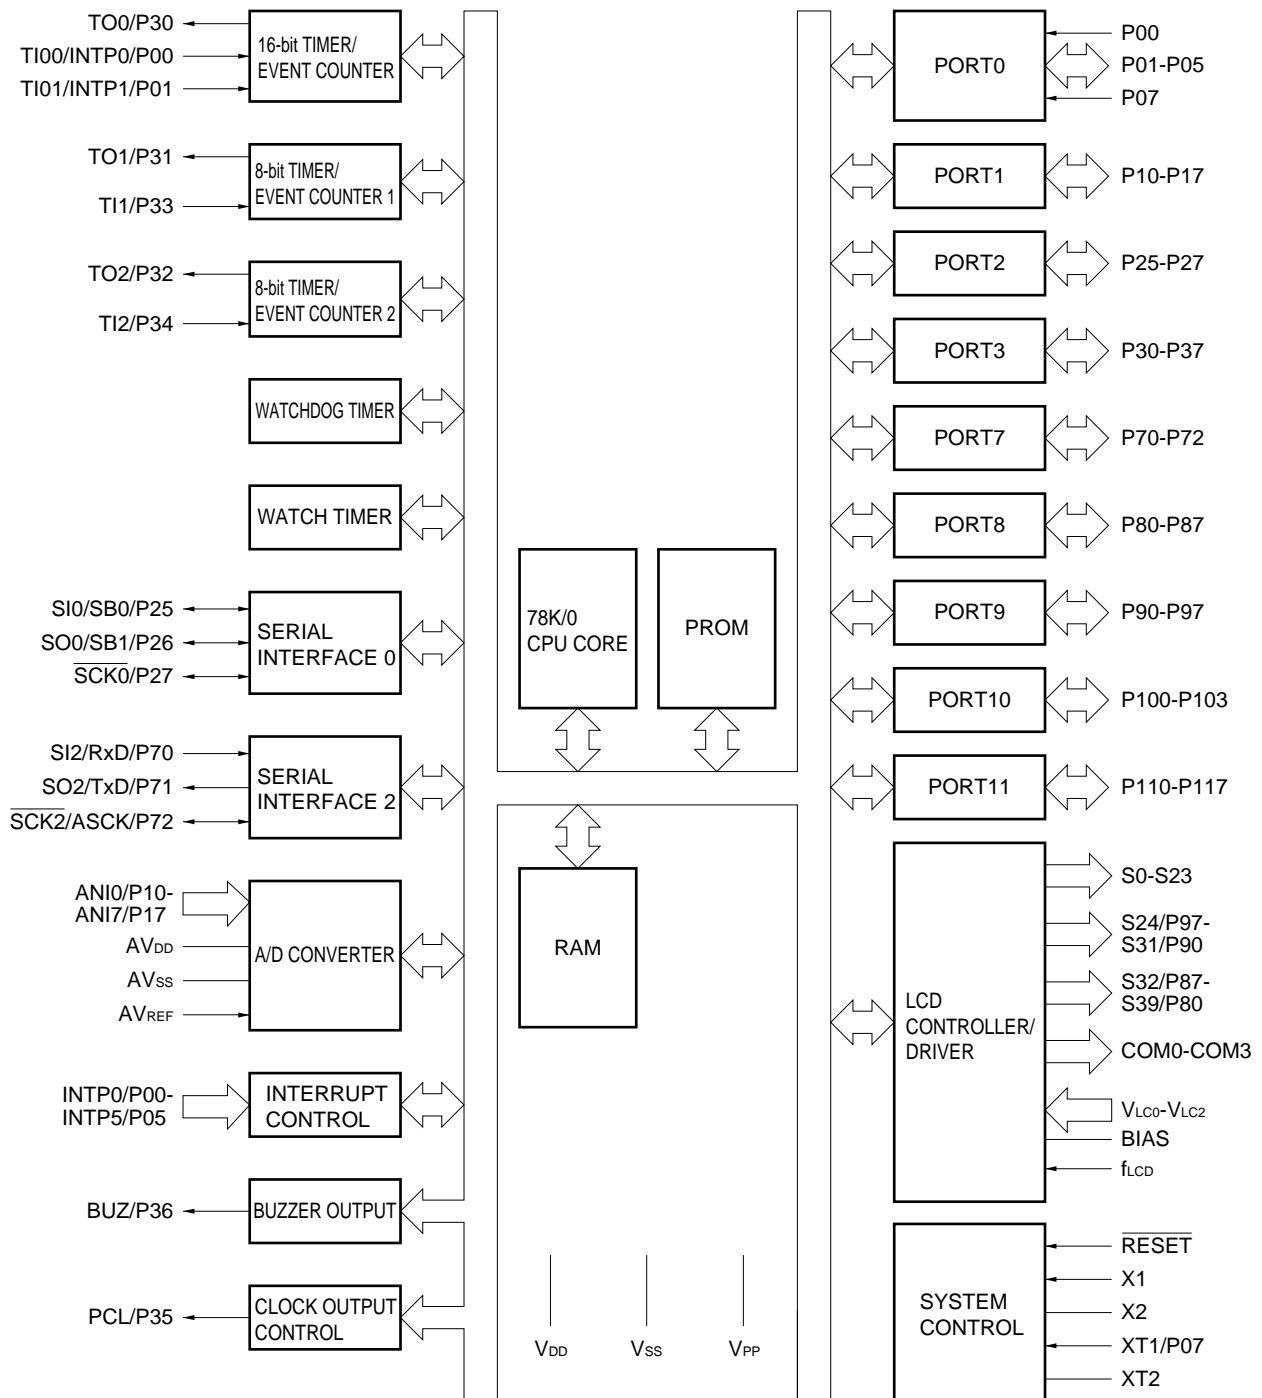 TO0/P30
TI00/INTP0/P00
TI01/INTP1/P01
16-bit TIMER/
EVENT COUNTER
TO1/P31
TI1/P33
8-bit TIMER/
EVENT COUNTER 1
TO2/P32
TI2/P34
8-bit TIMER/
EVENT COUNTER 2
WATCHDOG TIMER
WATCH TIMER
SI0/SB0/P25
SO0/SB1/P26
SCK0/P27
SERIAL
INTERFACE 0
SI2/RxD/P70
SO2/TxD/P71
SCK2/ASCK/P72
SERIAL
INTERFACE 2
ANI0/P10-
ANI7/P17
AVDD
AVSS
AVREF
A/D CONVERTER
INTP0/P00-
INTP5/P05
INTERRUPT
CONTROL
BUZ/P36
BUZZER OUTPUT
PCL/P35
CLOCK OUTPUT
CONTROL
78K/0
CPU CORE
PROM
RAM
VDD
VSS
VPP
PORT0
P00
P01-P05
P07
PORT1
P10-P17
PORT2
P25-P27
PORT3
P30-P37
PORT7
P70-P72
PORT8
P80-P87
PORT9
P90-P97
PORT10
P100-P103
PORT11
P110-P117
LCD
CONTROLLER/
DRIVER
S0-S23
S24/P97-
S31/P90
S32/P87-
S39/P80
COM0-COM3
VLC0-VLC2
BIAS
fLCD
SYSTEM
CONTROL
RESET
X1
X2
XT1/P07
XT2